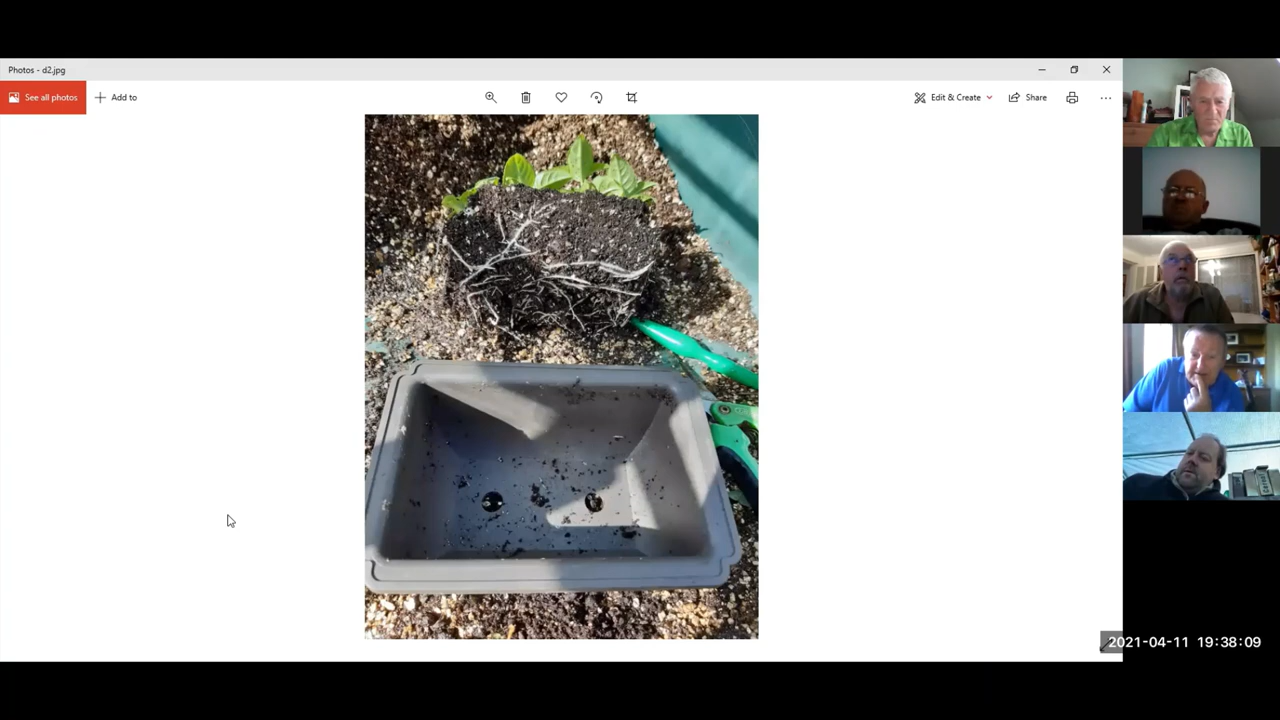 Photos - d2.jpg
See all photos
Add to
Edit & Create
Share
2021-04-11 19:38:09